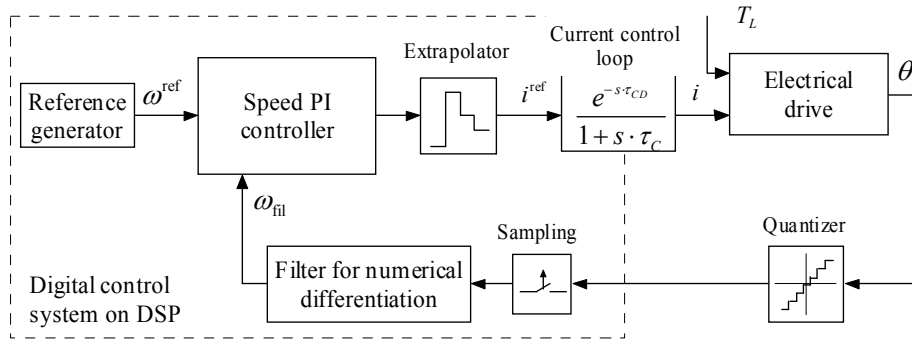 T_L
Extrapolator
Current control
loop
Reference
generator
ω^ref
Speed PI
controller
i^ref
e^{-s·τ_CD}
1 + s · τ_C
i
Electrical
drive
θ
ω_fil
Sampling
Quantizer
Filter for numerical
differentiation
Digital control
system on DSP